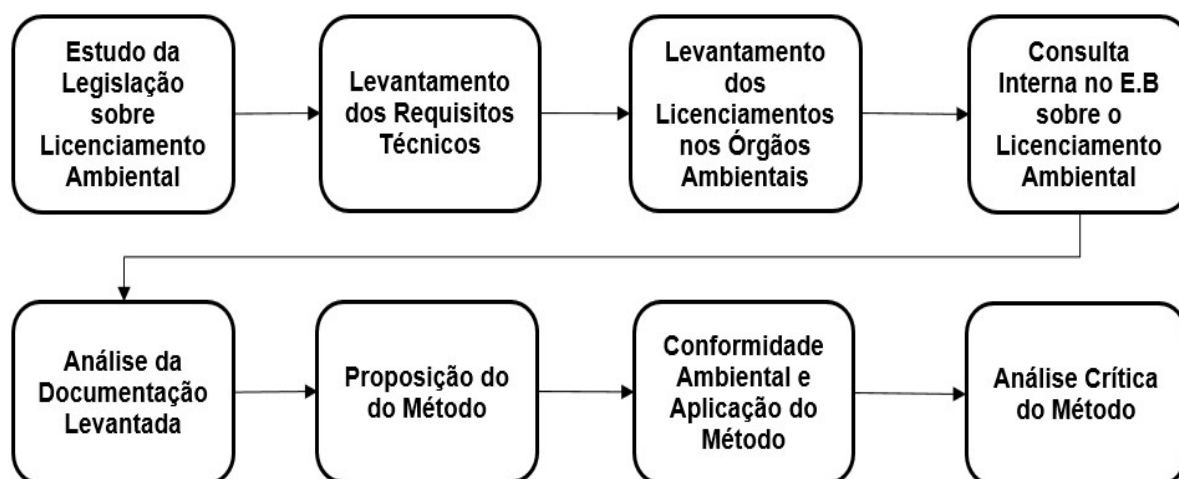 Estudo da
Legislação
sobre
Licenciamento
Ambiental
Levantamento
dos Requisitos
Técnicos
Levantamento
dos
Licenciamentos
nos Órgãos
Ambientais
Consulta
Interna no E.B
sobre o
Licenciamento
Ambiental
Análise da
Documentação
Levantada
Proposição do
do Método
Conformidade
Ambiental e
Aplicação do
Método
Análise Crítica
do Método